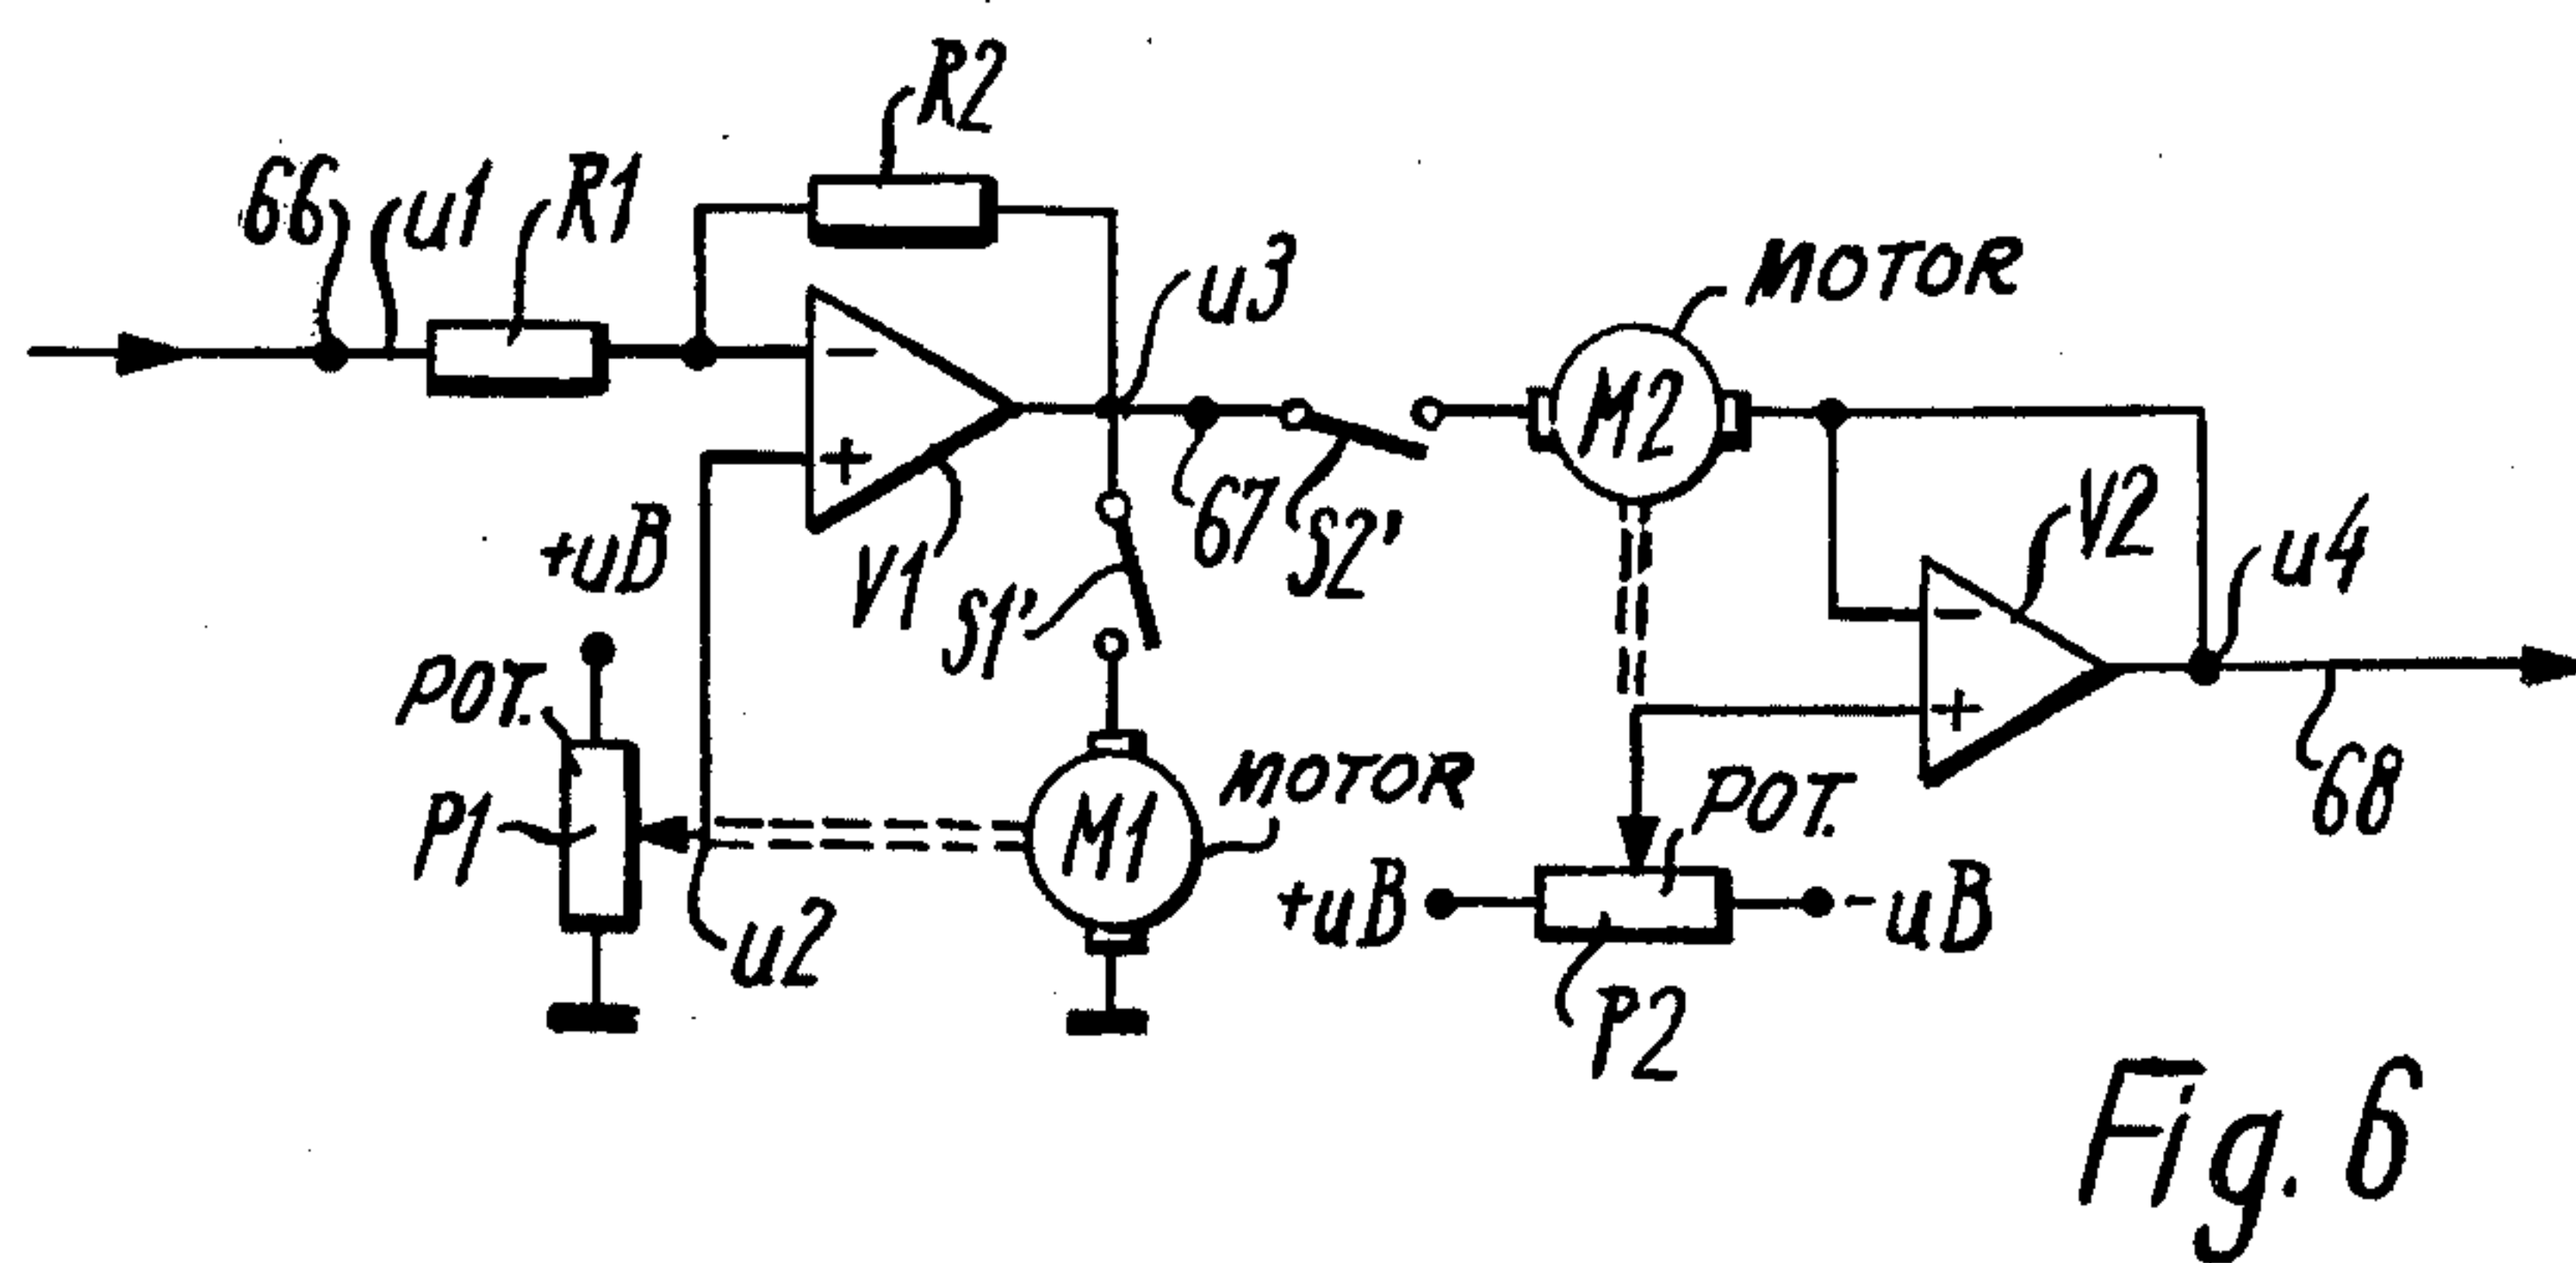 R2
66
u1
R1
u3
MOTOR
M2
-
+
V1
+uB
67
S2'
V2
S1'
u4
-
+
POT.
P1
u2
M1
MOTOR
POT.
+uB
-uB
68
P2
Fig. 6